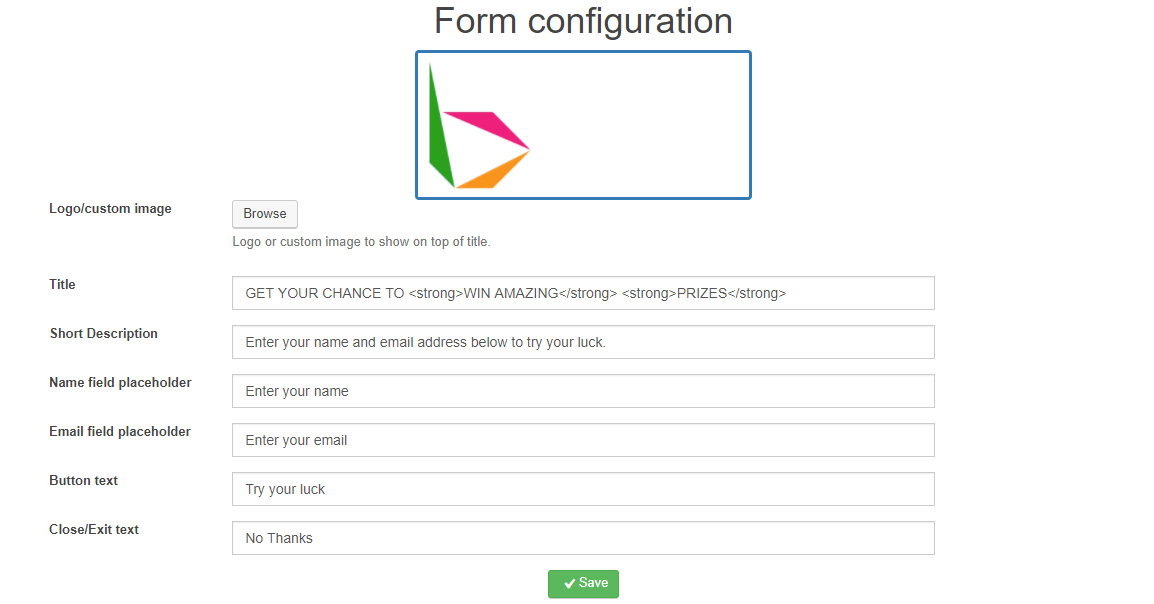 Form configuration
Logo/custom image
Browse
Logo or custom image to show on top of title.
Title
GET YOUR CHANCE TO <strong>WIN AMAZING</strong> <strong>PRIZES</strong>
Short Description
Enter your name and email address below to try your luck.
Name field placeholder
Enter your name
Email field placeholder
Enter your email
Button text
Try your luck
Close/Exit text
No Thanks
Save